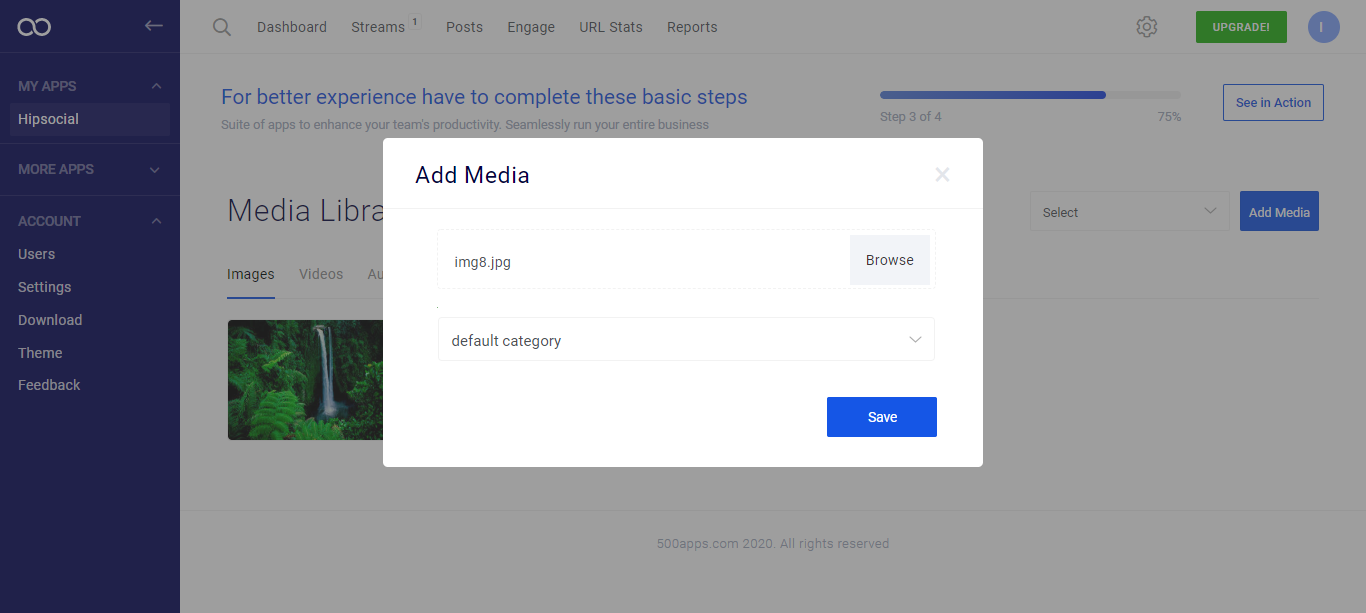 Dashboard
Streams 1
Posts
Engage
URL Stats
Reports
UPGRADE!
I
MY APPS
Hipsocial
MORE APPS
ACCOUNT
Users
Settings
Download
Theme
Feedback
For better experience have to complete these basic steps
Suite of apps to enhance your team's productivity. Seamlessly run your entire business
Step 3 of 4
75%
See in Action
Media Libra
Select
Add Media
Images
Videos
Au
Add Media
img8.jpg
Browse
default category
Save
500apps.com 2020. All rights reserved